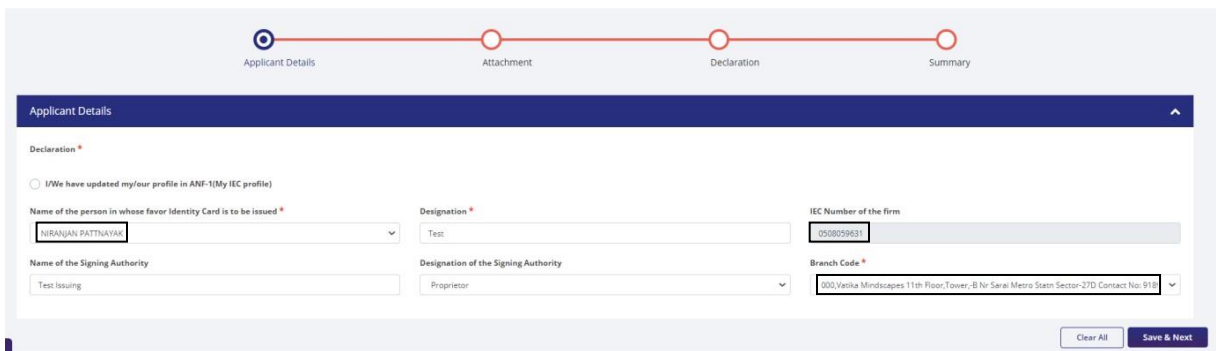 Applicant Details Attachment Declaration Summary
Applicant Details
Declaration *
I/We have updated my/our profile in ANF-1(My IEC profile)
Name of the person in whose favor Identity Card is to be issued * Designation * IEC Number of the firm
NIRANJAN PATTNAYAK Test 0508059631
Name of the Signing Authority Designation of the Signing Authority Branch Code *
Test Issuing Proprietor 000,Vatika Mindscapes 11th Floor,Tower,-B Nr Sarai Metro Statn Sector-27D Contact No: 918
Clear All Save & Next